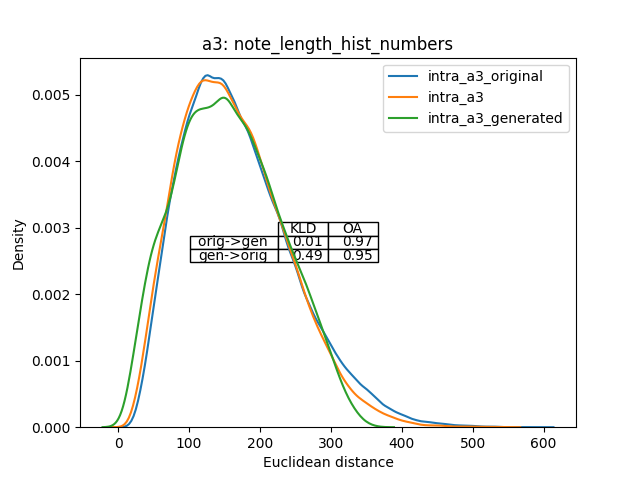 a3: note_length_hist_numbers
intra_a3_original
intra_a3
intra_a3_generated
Density
0.005
0.004
0.003
0.002
0.001
0.000
KLD OA
orig->gen 0.01 0.97
gen->orig 0.49 0.95
0 100 200 300 400 500 600
Euclidean distance